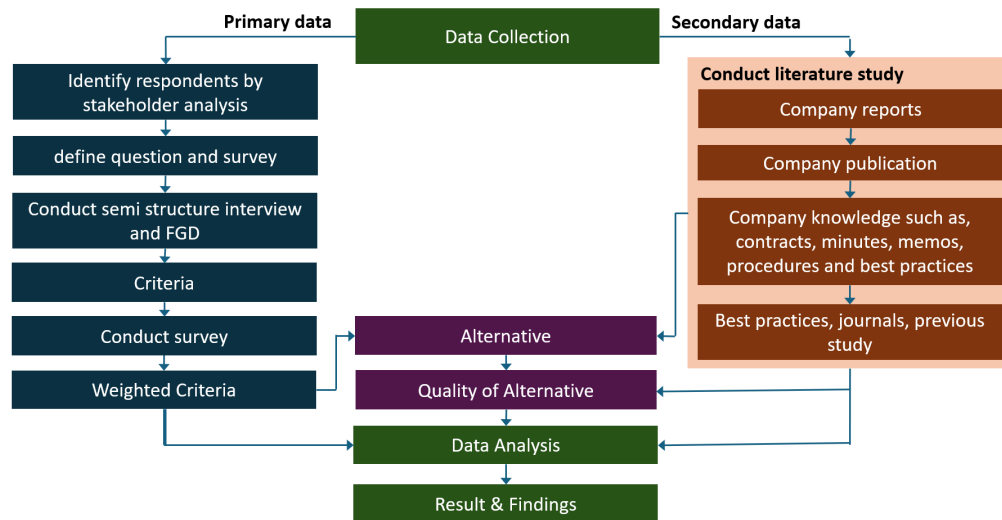 Primary data
Data Collection
Secondary data
Identify respondents by
stakeholder analysis
define question and survey
Conduct semi structure interview
and FGD
Criteria
Conduct survey
Weighted Criteria
Conduct literature study
Company reports
Company publication
Company knowledge such as,
contracts, minutes, memos,
procedures and best practices
Best practices, journals, previous
study
Alternative
Quality of Alternative
Data Analysis
Result & Findings